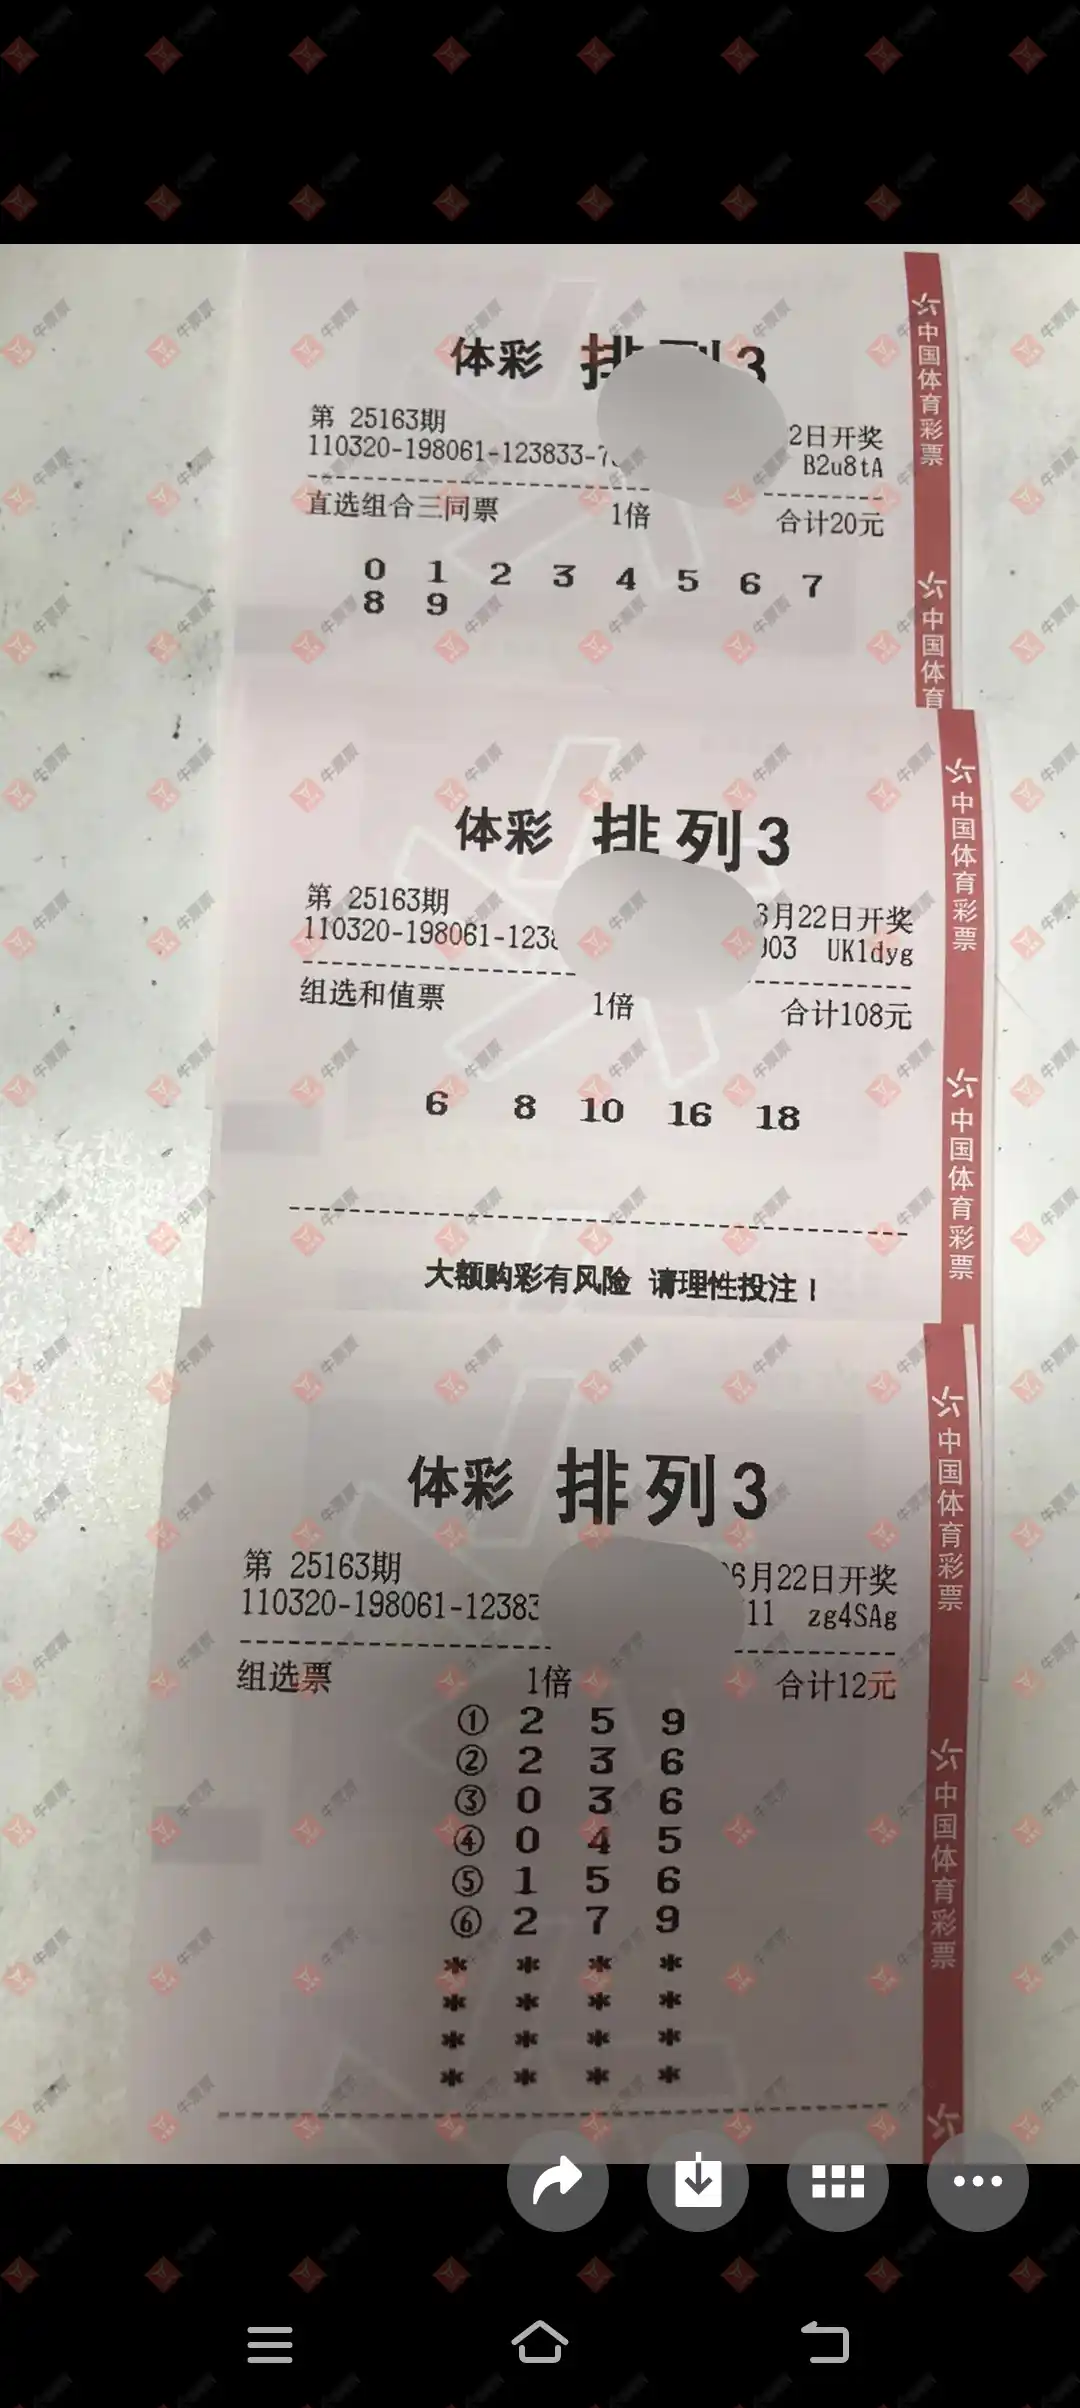 体彩 排列3
第 25163期
2日开奖
110320-198061-123833-7
B2u8tA
直选组合三同票 1倍 合计20元
0 1 2 3 4 5 6 7
8 9
中国体育彩票
中国体育
体彩 排列3
第 25163期
6月22日开奖
110320-198061-1238
03 UK1dyg
组选和值票 1倍 合计108元
6 8 10 16 18
大额购彩有风险 请理性投注！
中国体育彩票
中国体育彩票
体彩 排列3
第 25163期
06月22日开奖
110320-198061-12383
11 zg4SAg
组选票 1倍 合计12元
① 2 5 9
② 2 3 6
③ 0 3 6
④ 0 4 5
⑤ 1 5 6
⑥ 2 7 9
* * * *
* * * *
* * * *
* * * *
中国体育彩票
中国体育彩票
牛票票